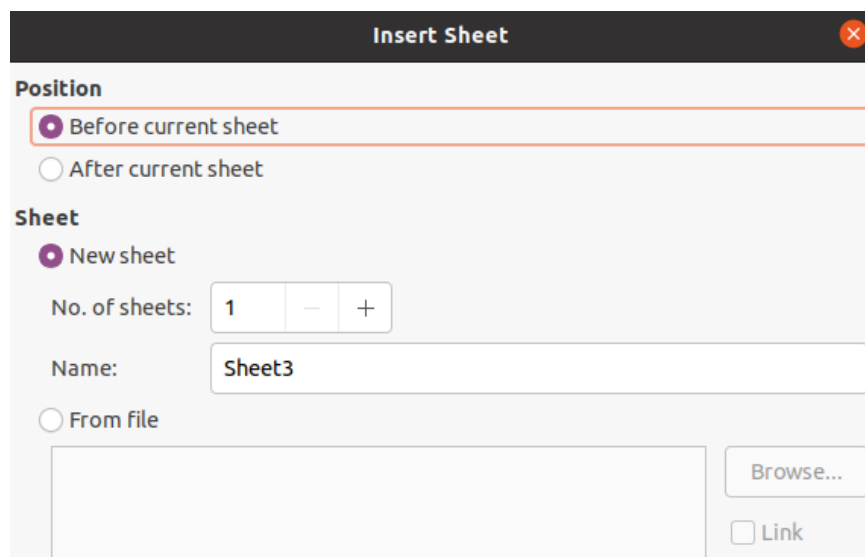 Insert Sheet
Position
Before current sheet
After current sheet
Sheet
New sheet
No. of sheets: 1
Name: Sheet3
From file
Browse...
Link